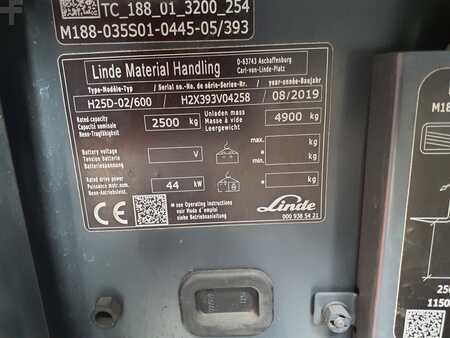 TC_188_01_3200_254
M188-035S01-0445-05/393
Linde Material Handling
D-63743 Aschaffenburg
Carl-von-Linde-Platz
Type-Modèle-Typ / Serial no.-No. de série-Serien-Nr. / year-année-Baujahr
H25D-02/600 / H2X393V04258 / 08/2019
Rated capacity
Capacité nominale
Nenn-Tragfähigkeit
2500 kg
Unladen mass
Masse à vide
Leergewicht
4900 kg
Battery voltage
Tension batterie
Batteriespannung
V
max.
*
min.
kg
kg
Rated drive power
Puissance motr.nom.
Nenn-Antriebsleist.
44 kW
* kg
CE
* see Operating instructions
voir Mode d'emploi
siehe Betriebsanleitung
Linde
000 938 54 21
M18
250
1150